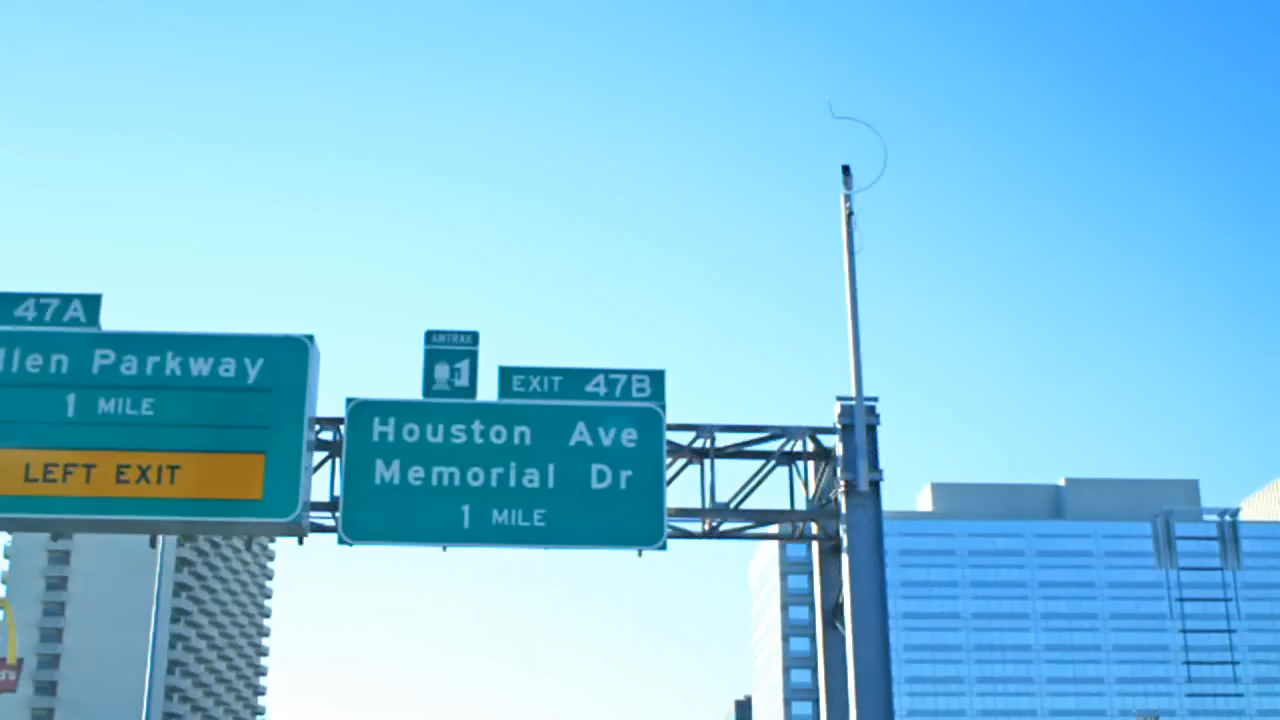 47A
llen Parkway
1 MILE
LEFT EXIT
AMTRAK
EXIT 47B
Houston Ave
Memorial Dr
1 MILE